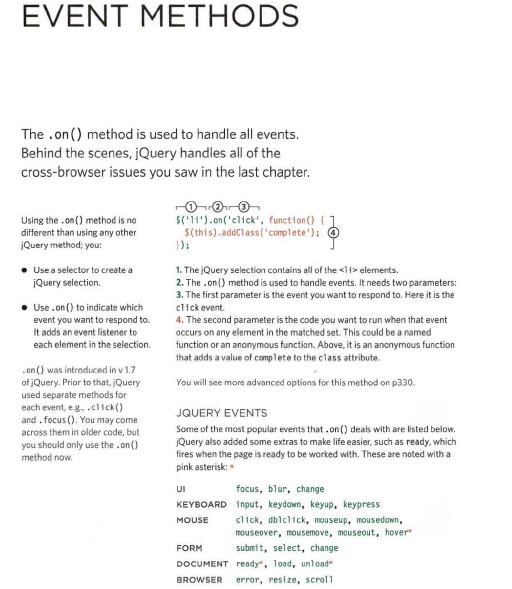 EVENT METHODS
The .on() method is used to handle all events.
Behind the scenes, jQuery handles all of the
cross-browser issues you saw in the last chapter.
Using the .on() method is no
different than using any other
jQuery method; you:
● Use a selector to create a
jQuery selection.
● Use .on() to indicate which
event you want to respond to.
It adds an event listener to
each element in the selection.
.on() was introduced in v 1.7
of jQuery. Prior to that, jQuery
used separate methods for
each event, e.g., .click()
and .focus(). You may come
across them in older code, but
you should only use the .on()
method now.
① ② ③
$('li').on('click', function() {
$(this).addClass('complete'); ④
});
1. The jQuery selection contains all of the <li> elements.
2. The .on() method is used to handle events. It needs two parameters:
3. The first parameter is the event you want to respond to. Here it is the
click event.
4. The second parameter is the code you want to run when that event
occurs on any element in the matched set. This could be a named
function or an anonymous function. Above, it is an anonymous function
that adds a value of complete to the class attribute.
You will see more advanced options for this method on p330.
JQUERY EVENTS
Some of the most popular events that .on() deals with are listed below.
jQuery also added some extras to make life easier, such as ready, which
fires when the page is ready to be worked with. These are noted with a
pink asterisk: *
UI focus, blur, change
KEYBOARD input, keydown, keyup, keypress
MOUSE click, dblclick, mouseup, mousedown,
mouseover, mousemove, mouseout, hover*
FORM submit, select, change
DOCUMENT ready*, load, unload*
BROWSER error, resize, scroll